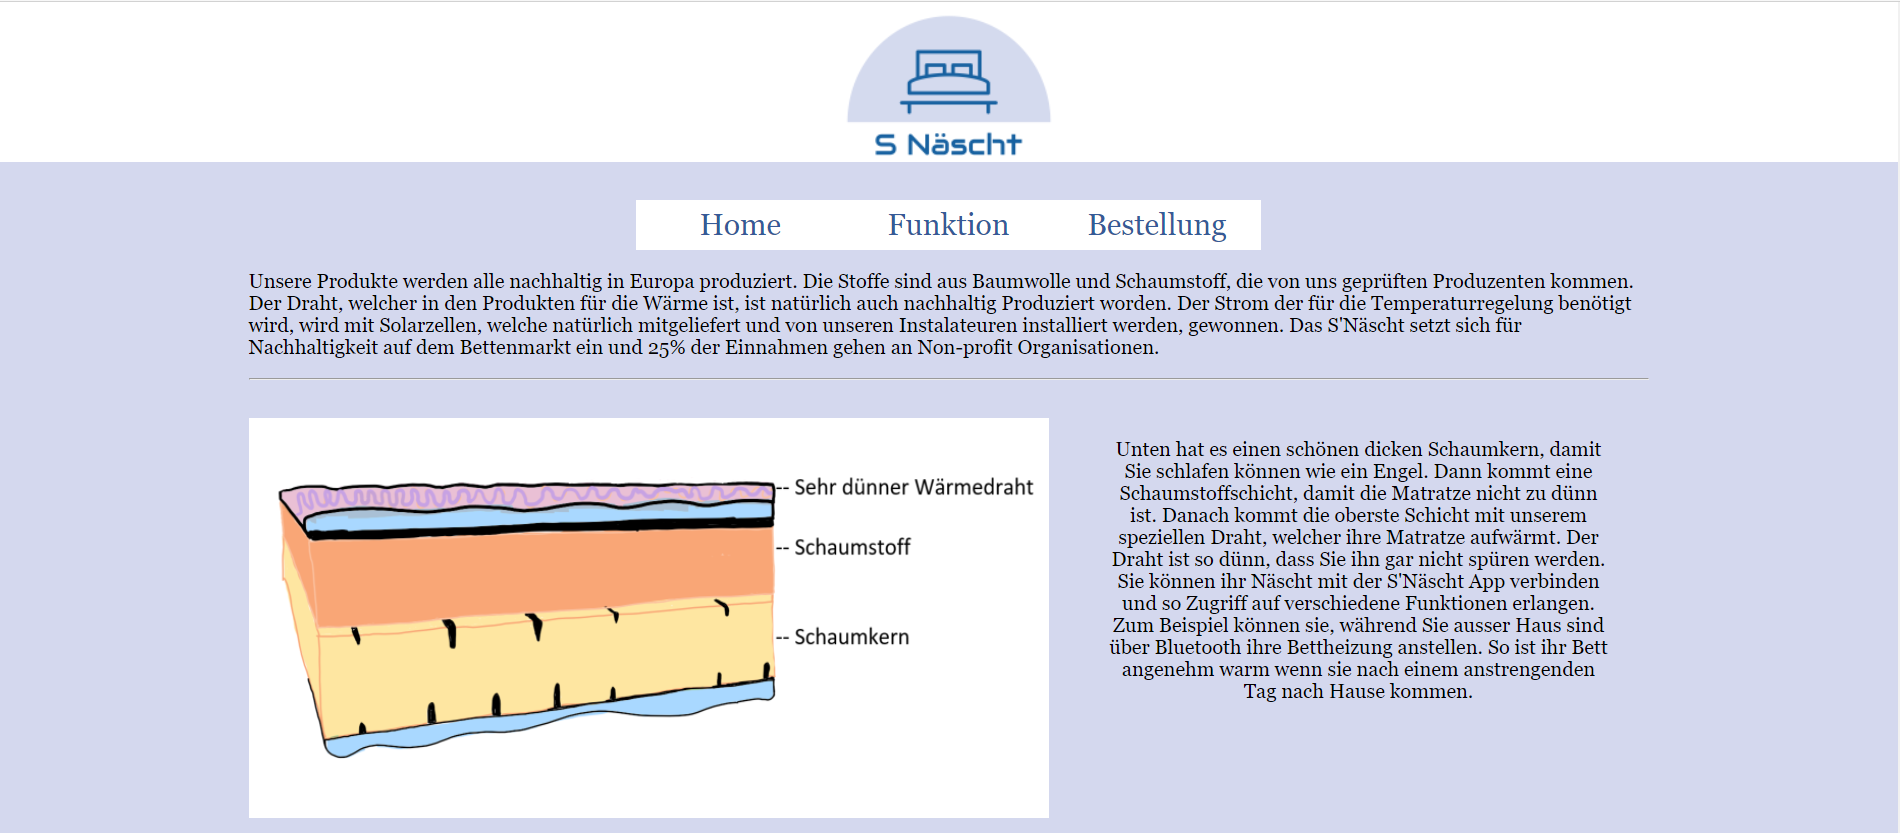 S Näscht
Home Funktion Bestellung
Unsere Produkte werden alle nachhaltig in Europa produziert. Die Stoffe sind aus Baumwolle und Schaumstoff, die von uns geprüften Produzenten kommen.
Der Draht, welcher in den Produkten für die Wärme ist, ist natürlich auch nachhaltig Produziert worden. Der Strom der für die Temperaturregelung benötigt
wird, wird mit Solarzellen, welche natürlich mitgeliefert und von unseren Instalateuren installiert werden, gewonnen. Das S'Näscht setzt sich für
Nachhaltigkeit auf dem Bettenmarkt ein und 25% der Einnahmen gehen an Non-profit Organisationen.
-- Sehr dünner Wärmedraht
-- Schaumstoff
-- Schaumkern
Unten hat es einen schönen dicken Schaumkern, damit
Sie schlafen können wie ein Engel. Dann kommt eine
Schaumstoffschicht, damit die Matratze nicht zu dünn
ist. Danach kommt die oberste Schicht mit unserem
speziellen Draht, welcher ihre Matratze aufwärmt. Der
Draht ist so dünn, dass Sie ihn gar nicht spüren werden.
Sie können ihr Näscht mit der S'Näscht App verbinden
und so Zugriff auf verschiedene Funktionen erlangen.
Zum Beispiel können sie, während Sie ausser Haus sind
über Bluetooth ihre Bettheizung anstellen. So ist ihr Bett
angenehm warm wenn sie nach einem anstrengenden
Tag nach Hause kommen.